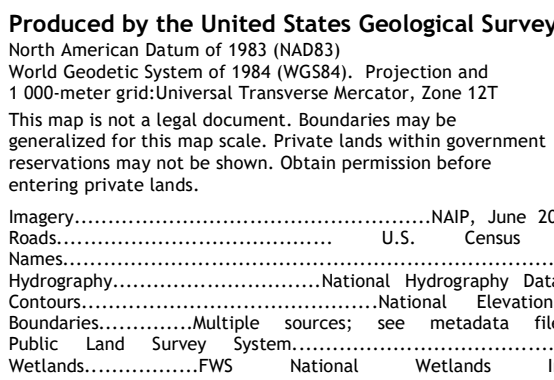 Produced by the United States Geological Survey
North American Datum of 1983 (NAD83)
World Geodetic System of 1984 (WGS84).  Projection and
1 000-meter grid:Universal Transverse Mercator, Zone 12T
This map is not a legal document. Boundaries may be
generalized for this map scale. Private lands within government
reservations may not be shown. Obtain permission before
entering private lands.
Imagery....................................................NAIP, June
Roads......................................... U.S. Census
Names......................................................................
Hydrography...............................National Hydrography
Contours............................................National Elevation
Boundaries..............Multiple sources; see metadata
Public Land Survey System.......................................
Wetlands.................FWS National Wetlands